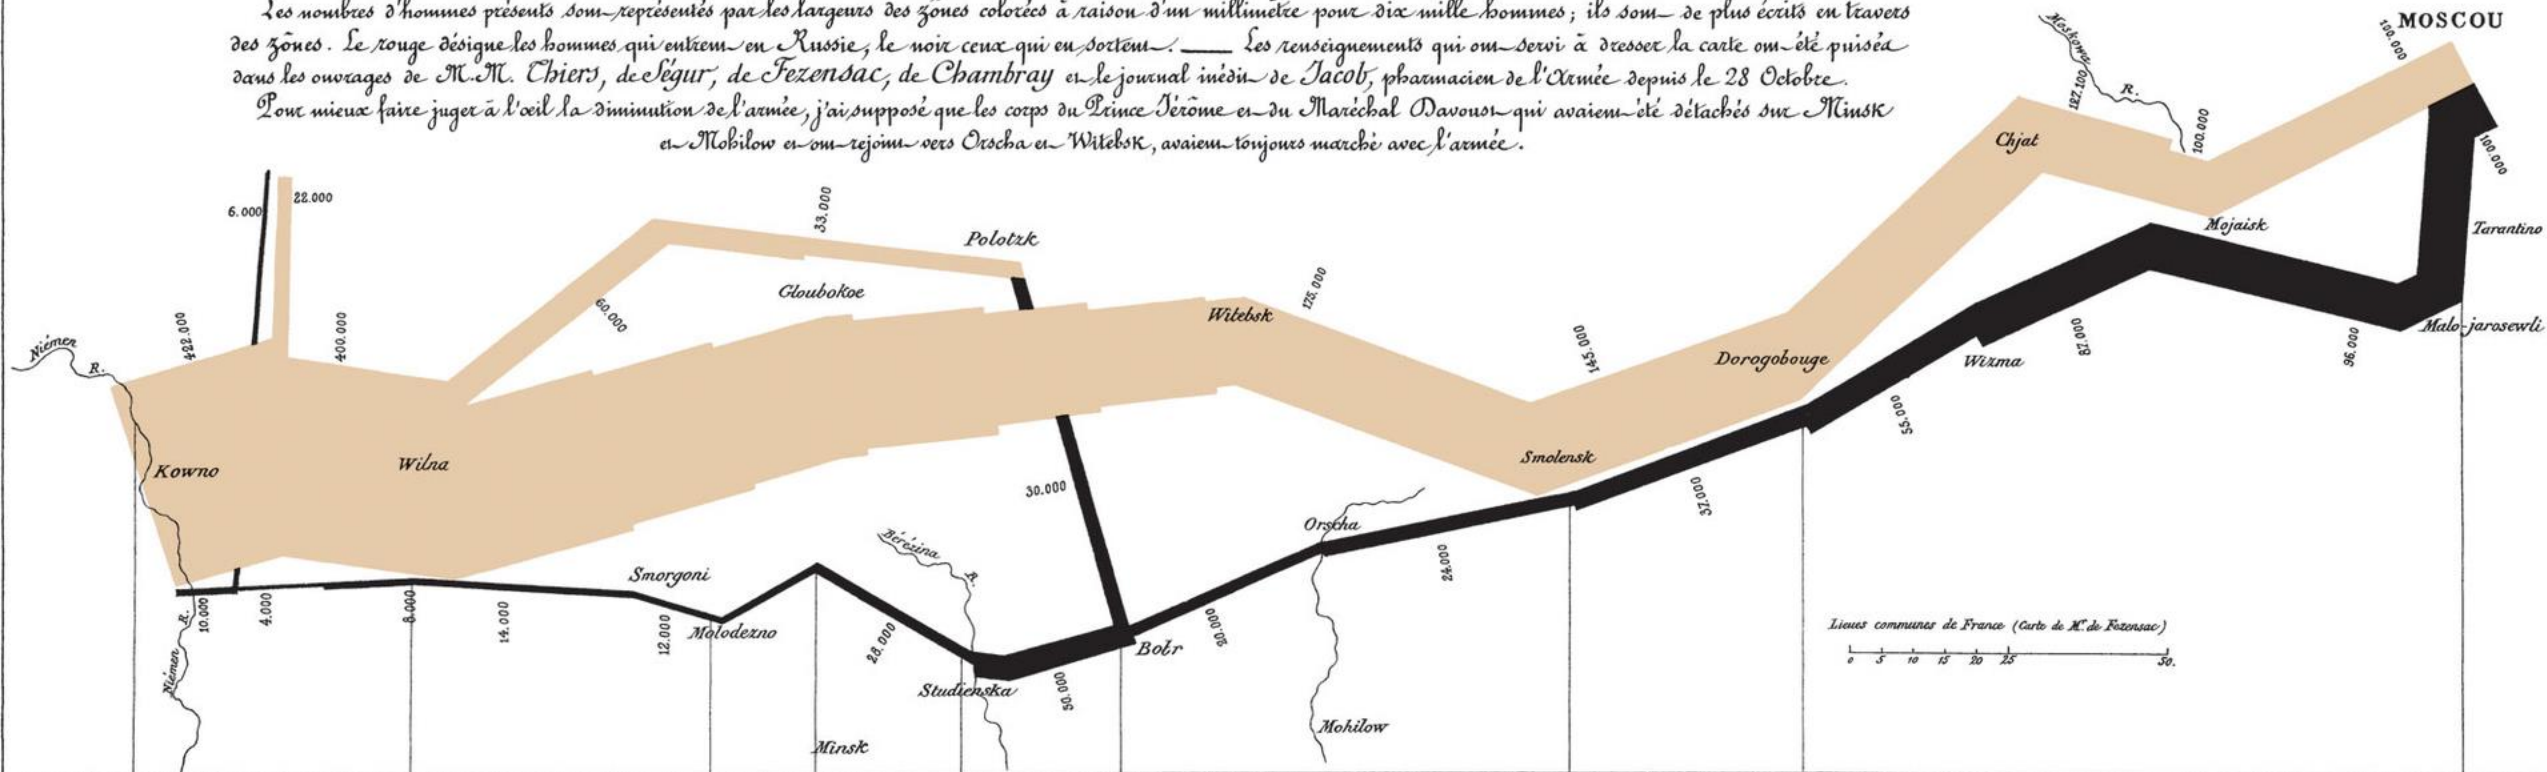 Les nombres d'hommes présents sont représentés par les largeurs des zones colorées à raison d'un millimètre pour dix mille hommes; ils sont de plus écrits en travers
des zones. Le rouge désigne les hommes qui entrent en Russie, le noir ceux qui en sortent. — Les renseignements qui ont servi à dresser la carte ont été puisés
dans les ouvrages de M.M. Thiers, de Ségur, de Fezensac, de Chambray et le journal inédit de Jacob, pharmacien de l'Armée depuis le 28 Octobre.
Pour mieux faire juger à l'œil la diminution de l'armée, j'ai supposé que les corps du Prince Jérôme et du Maréchal Davoust qui avaient été détachés sur Minsk
et Mohilow et ont rejoint vers Orscha et Witebsk, avaient toujours marché avec l'armée.
MOSCOU
100.000
Moskowa
R.
127.100
100.000
Chjat
100.000
Mojaisk
Tarantino
6.000
22.000
33.000
Polotzk
Gloubokoe
60.000
422.000
400.000
Niémen
R.
Witebsk
175.000
145.000
Dorogobouge
Wixma
87.000
96.000
Malo-jarosewli
55.000
Kowno
Wilna
Smolensk
37.000
30.000
Orscha
24.000
Bérézina
R.
Smorgoni
Molodezno
10.000
4.000
8.000
14.000
12.000
28.000
20.000
Bobr
Studienska
50.000
R.
Niémen
Minsk
Mohilow
Lieues communes de France (Carte de Mr. de Fezensac)
0 5 10 15 20 25 50.